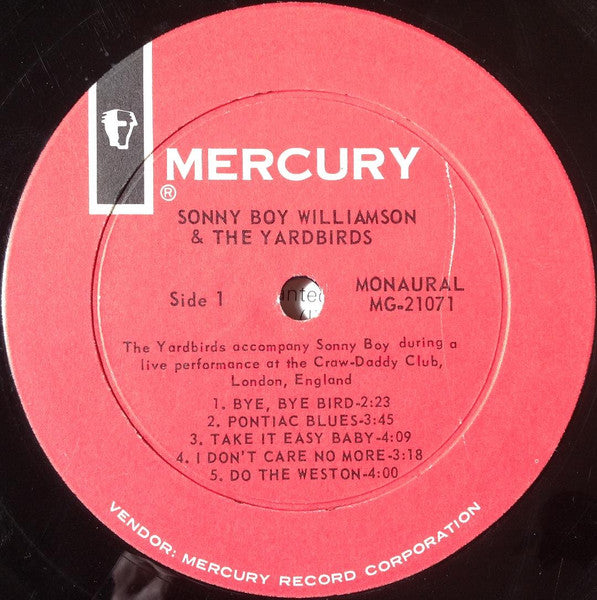 MERCURY
®
SONNY BOY WILLIAMSON
& THE YARDBIRDS
Side 1
MONAURAL
MG-21071
The Yardbirds accompany Sonny Boy during a
live performance at the Craw-Daddy Club,
London, England
1. BYE, BYE BIRD-2:23
2. PONTIAC BLUES-3:45
3. TAKE IT EASY BABY-4:09
4. I DON'T CARE NO MORE-3:18
5. DO THE WESTON-4:00
VENDOR: MERCURY RECORD CORPORATION